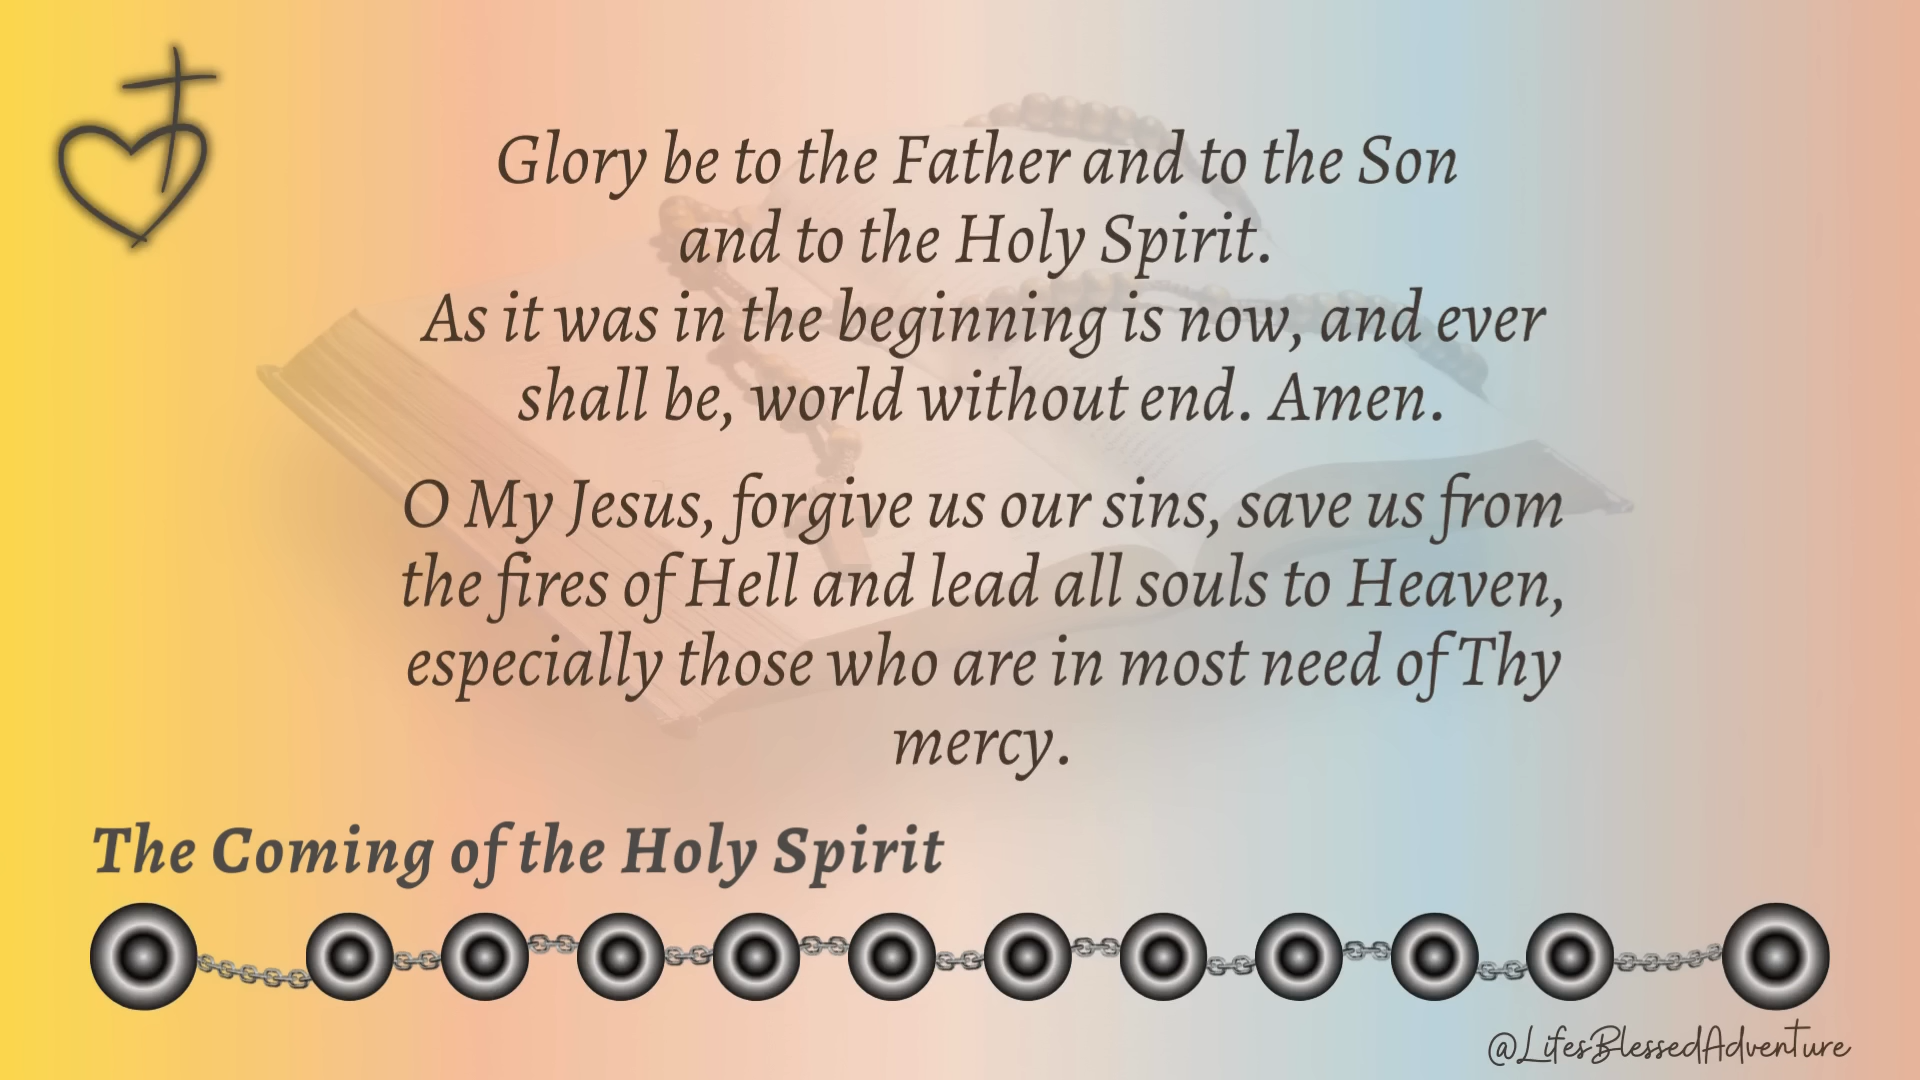 Glory be to the Father and to the Son
and to the Holy Spirit.
As it was in the beginning is now, and ever
shall be, world without end. Amen.
O My Jesus, forgive us our sins, save us from
the fires of Hell and lead all souls to Heaven,
especially those who are in most need of Thy
mercy.
The Coming of the Holy Spirit
@LifesBlessedAdventure